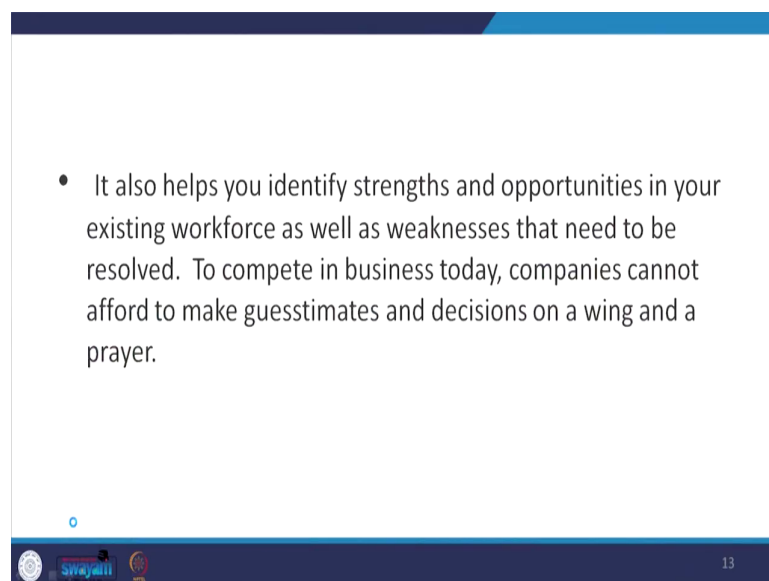 • It also helps you identify strengths and opportunities in your
existing workforce as well as weaknesses that need to be
resolved. To compete in business today, companies cannot
afford to make guesstimates and decisions on a wing and a
prayer.
swayam
13